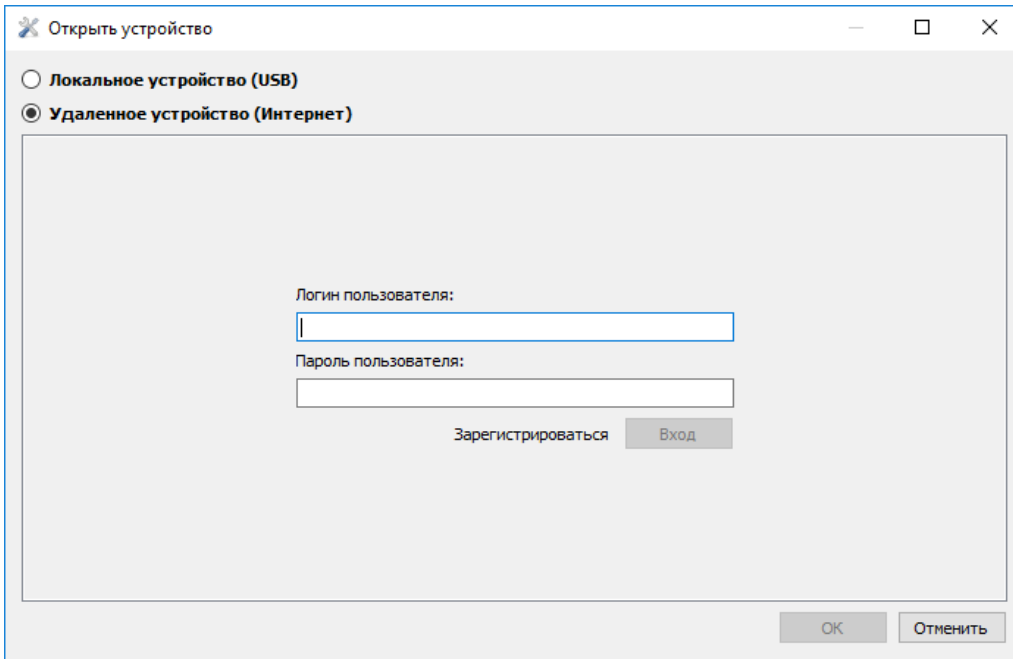 Открыть устройство
Локальное устройство (USB)
Удаленное устройство (Интернет)
Логин пользователя:
Пароль пользователя:
Зарегистрироваться Вход
OK Отменить